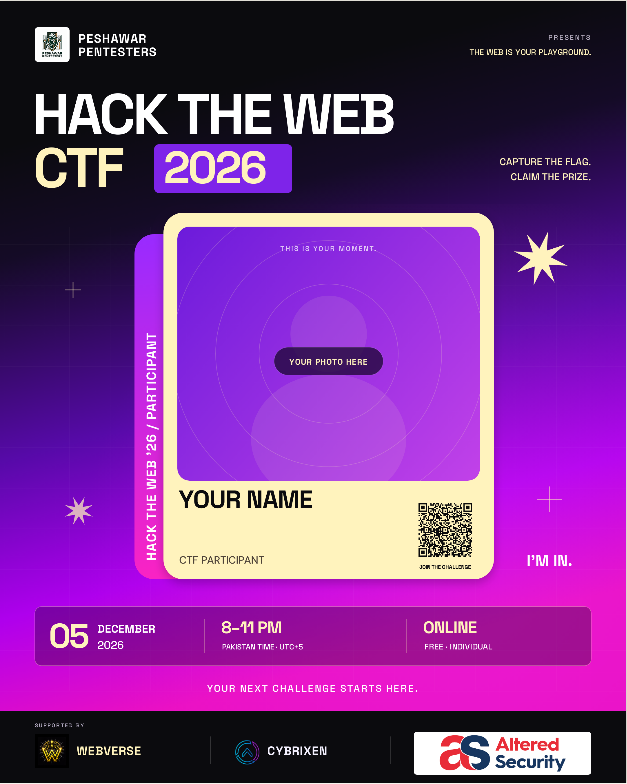 PESHAWAR
PENTESTERS
PRESENTS
THE WEB IS YOUR PLAYGROUND.
HACK THE WEB
CTF 2026
CAPTURE THE FLAG.
CLAIM THE PRIZE.
THIS IS YOUR MOMENT.
YOUR PHOTO HERE
HACK THE WEB '26 / PARTICIPANT
YOUR NAME
CTF PARTICIPANT
JOIN THE CHALLENGE
I'M IN.
05 DECEMBER
2026
8–11 PM
PAKISTAN TIME · UTC+5
ONLINE
FREE · INDIVIDUAL
YOUR NEXT CHALLENGE STARTS HERE.
SUPPORTED BY
WEBVERSE
CYBRIXEN
as Altered
Security